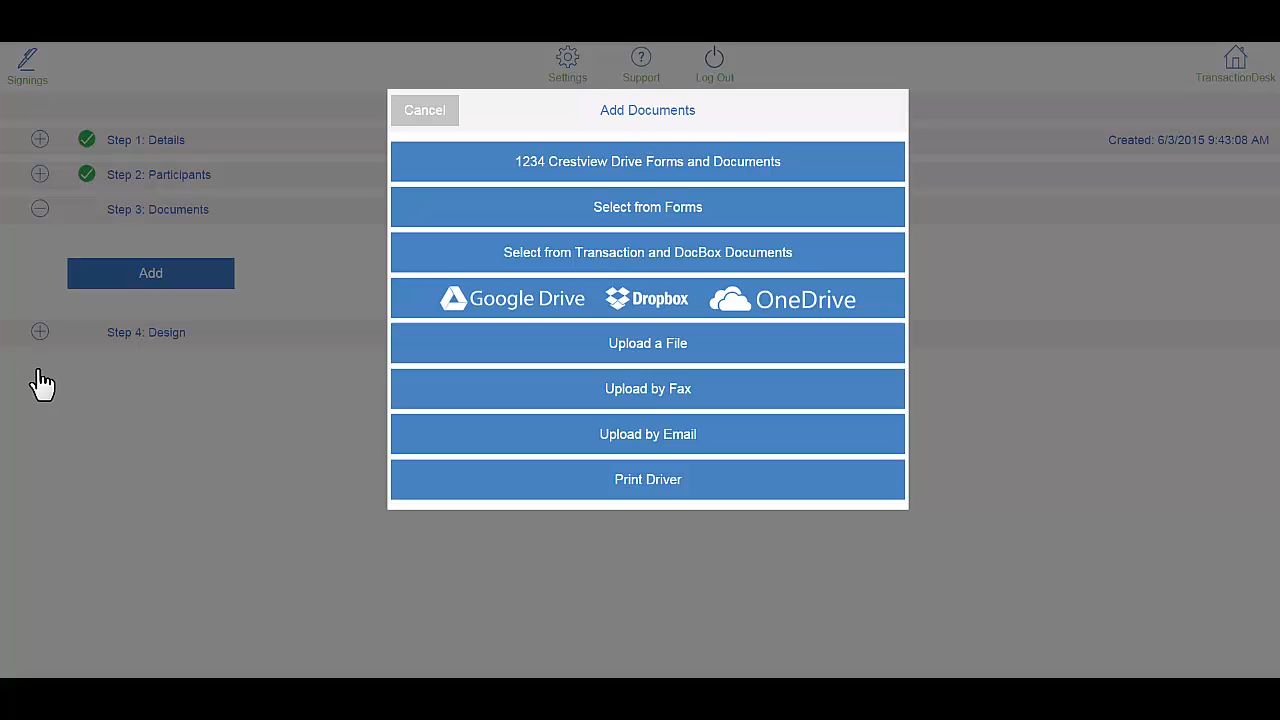 Signings
Settings
Support
Log Out
TransactionDesk
Cancel
Add Documents
Step 1: Details
Created: 6/3/2015 9:43:08 AM
1234 Crestview Drive Forms and Documents
Step 2: Participants
Select from Forms
Step 3: Documents
Select from Transaction and DocBox Documents
Add
Google Drive Dropbox OneDrive
Step 4: Design
Upload a File
Upload by Fax
Upload by Email
Print Driver